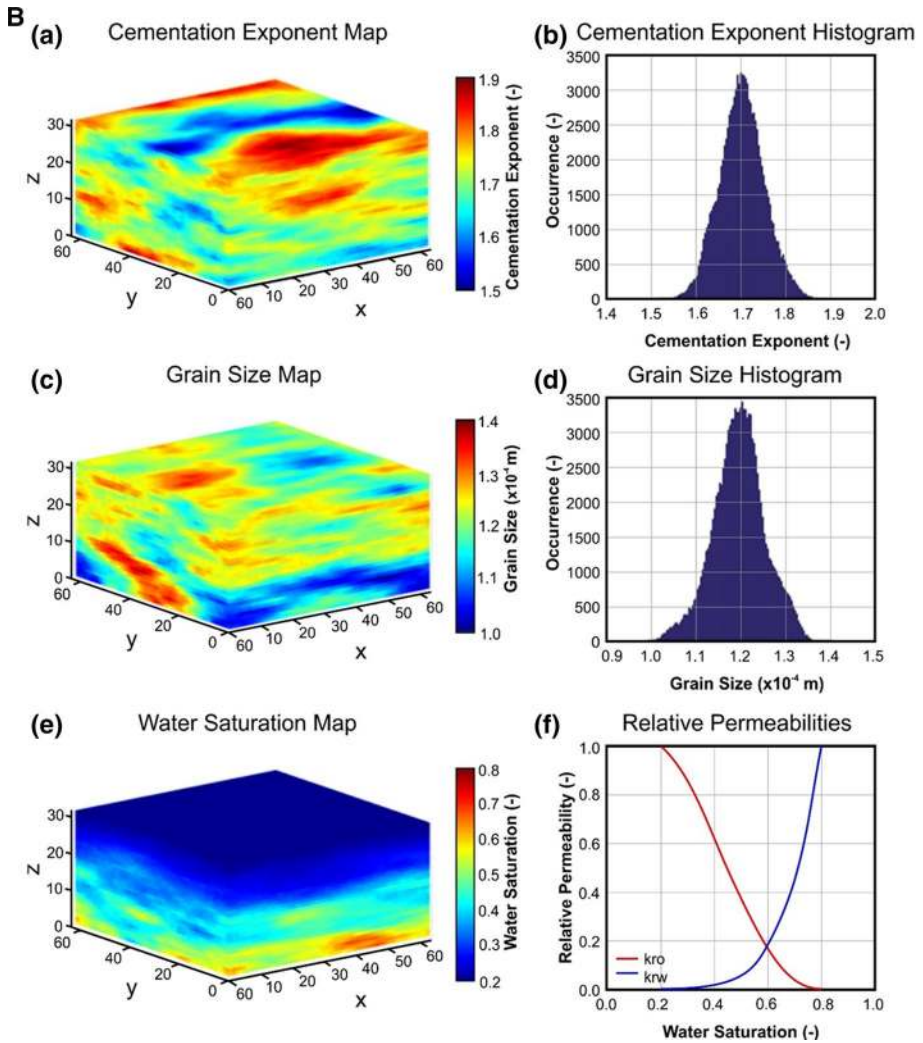 B
(a) Cementation Exponent Map
30
20
10
0
z
60
40
20
0
y
60 10 20 30 40 50 60
x
1.9
1.8
1.7
1.6
1.5
Cementation Exponent (-)
(b) Cementation Exponent Histogram
3500
3000
2500
2000
1500
1000
500
0
Occurrence (-)
1.4 1.5 1.6 1.7 1.8 1.9 2.0
Cementation Exponent (-)
(c) Grain Size Map
30
20
10
0
z
60
40
20
0
y
60 10 20 30 40 50 60
x
1.4
1.3
1.2
1.1
1.0
Grain Size (x10⁻⁴ m)
(d) Grain Size Histogram
3500
3000
2500
2000
1500
1000
500
0
Occurrence (-)
0.9 1.0 1.1 1.2 1.3 1.4 1.5
Grain Size (x10⁻⁴ m)
(e) Water Saturation Map
30
20
10
0
z
60
40
20
0
y
60 10 20 30 40 50 60
x
0.8
0.7
0.6
0.5
0.4
0.3
0.2
Water Saturation (-)
(f) Relative Permeabilities
1.0
0.8
0.6
0.4
0.2
0.0
Relative Permeability (-)
kro
krw
0.0 0.2 0.4 0.6 0.8 1.0
Water Saturation (-)